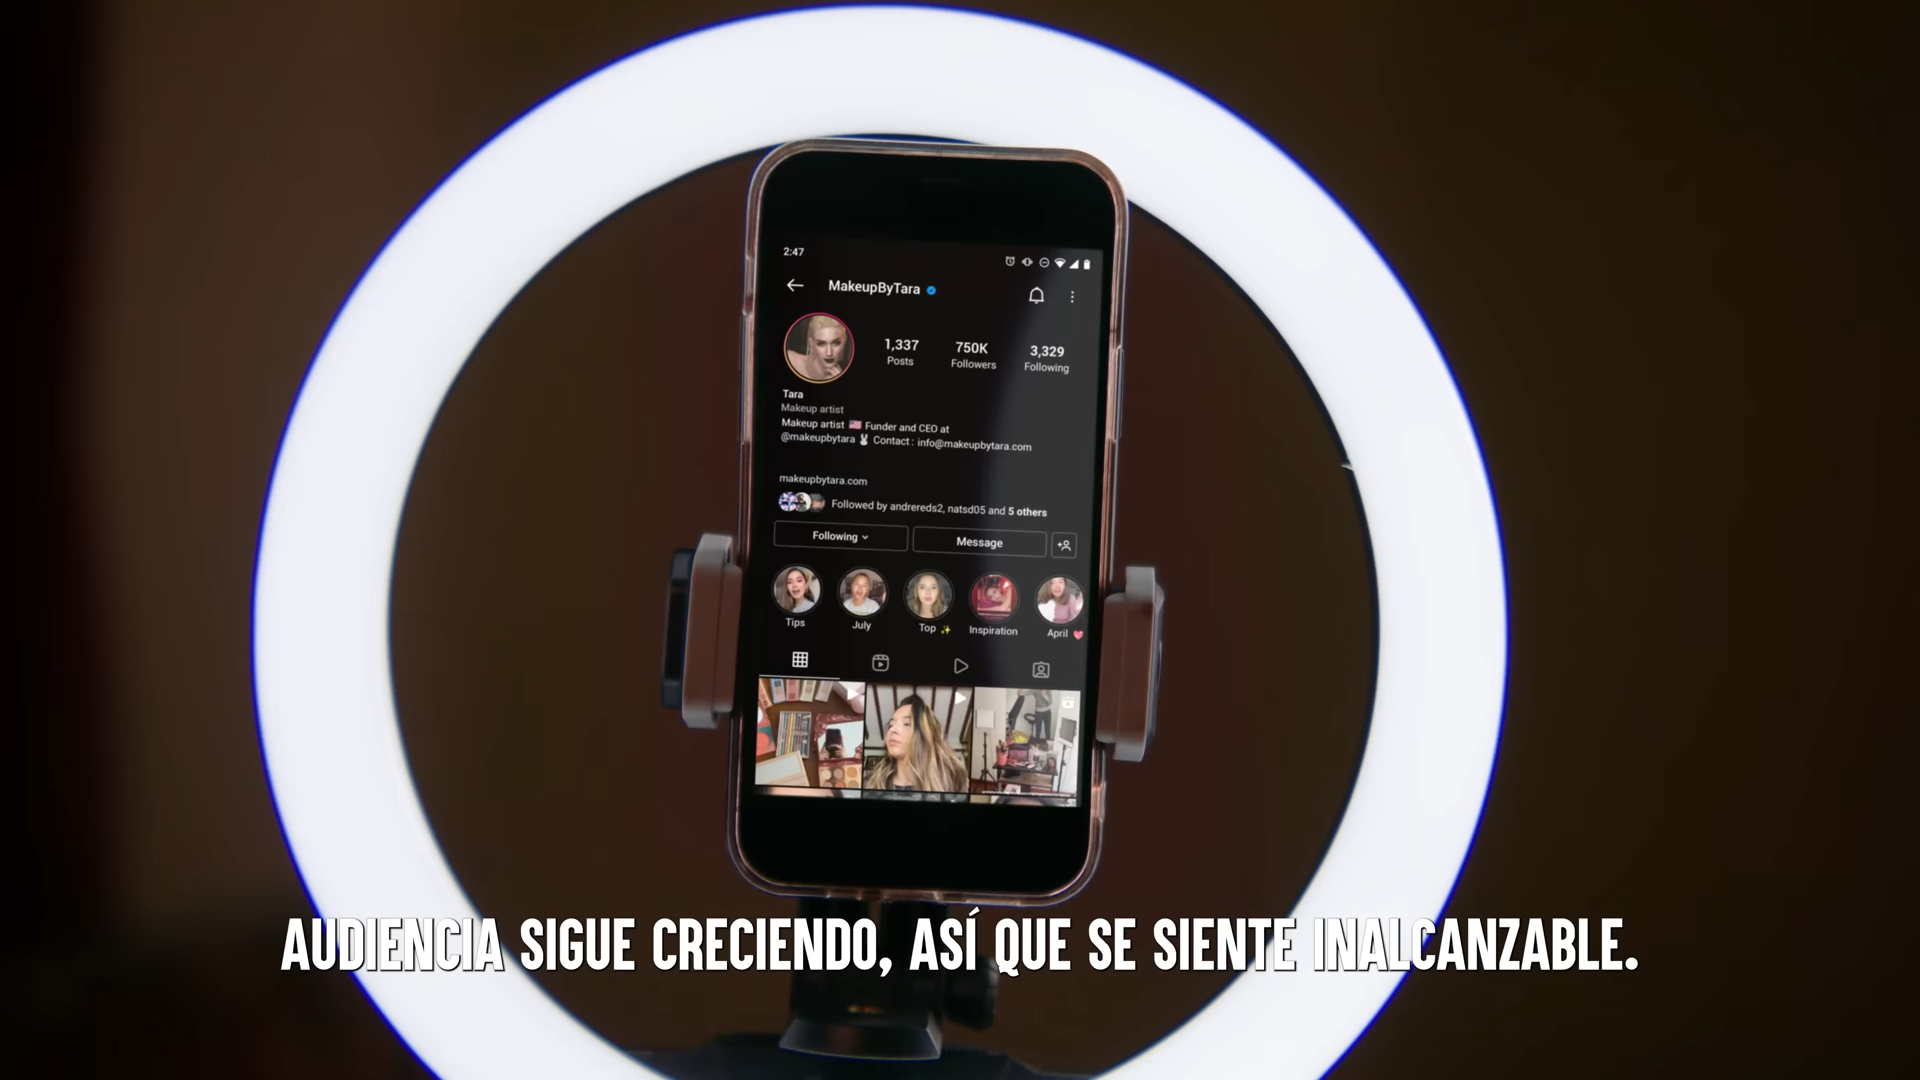 2:47
MakeupByTara
1,337
Posts
750K
Followers
3,329
Following
Tara
Makeup artist
Makeup artist 🇺🇸 Funder and CEO at
@makeupbytara 🐰 Contact : info@makeupbytara.com
makeupbytara.com
Followed by andrereds2, natsd05 and 5 others
Following
Message
Tips
July
Top ✨
Inspiration
April 💗
AUDIENCIA SIGUE CRECIENDO, ASÍ QUE SE SIENTE INALCANZABLE.